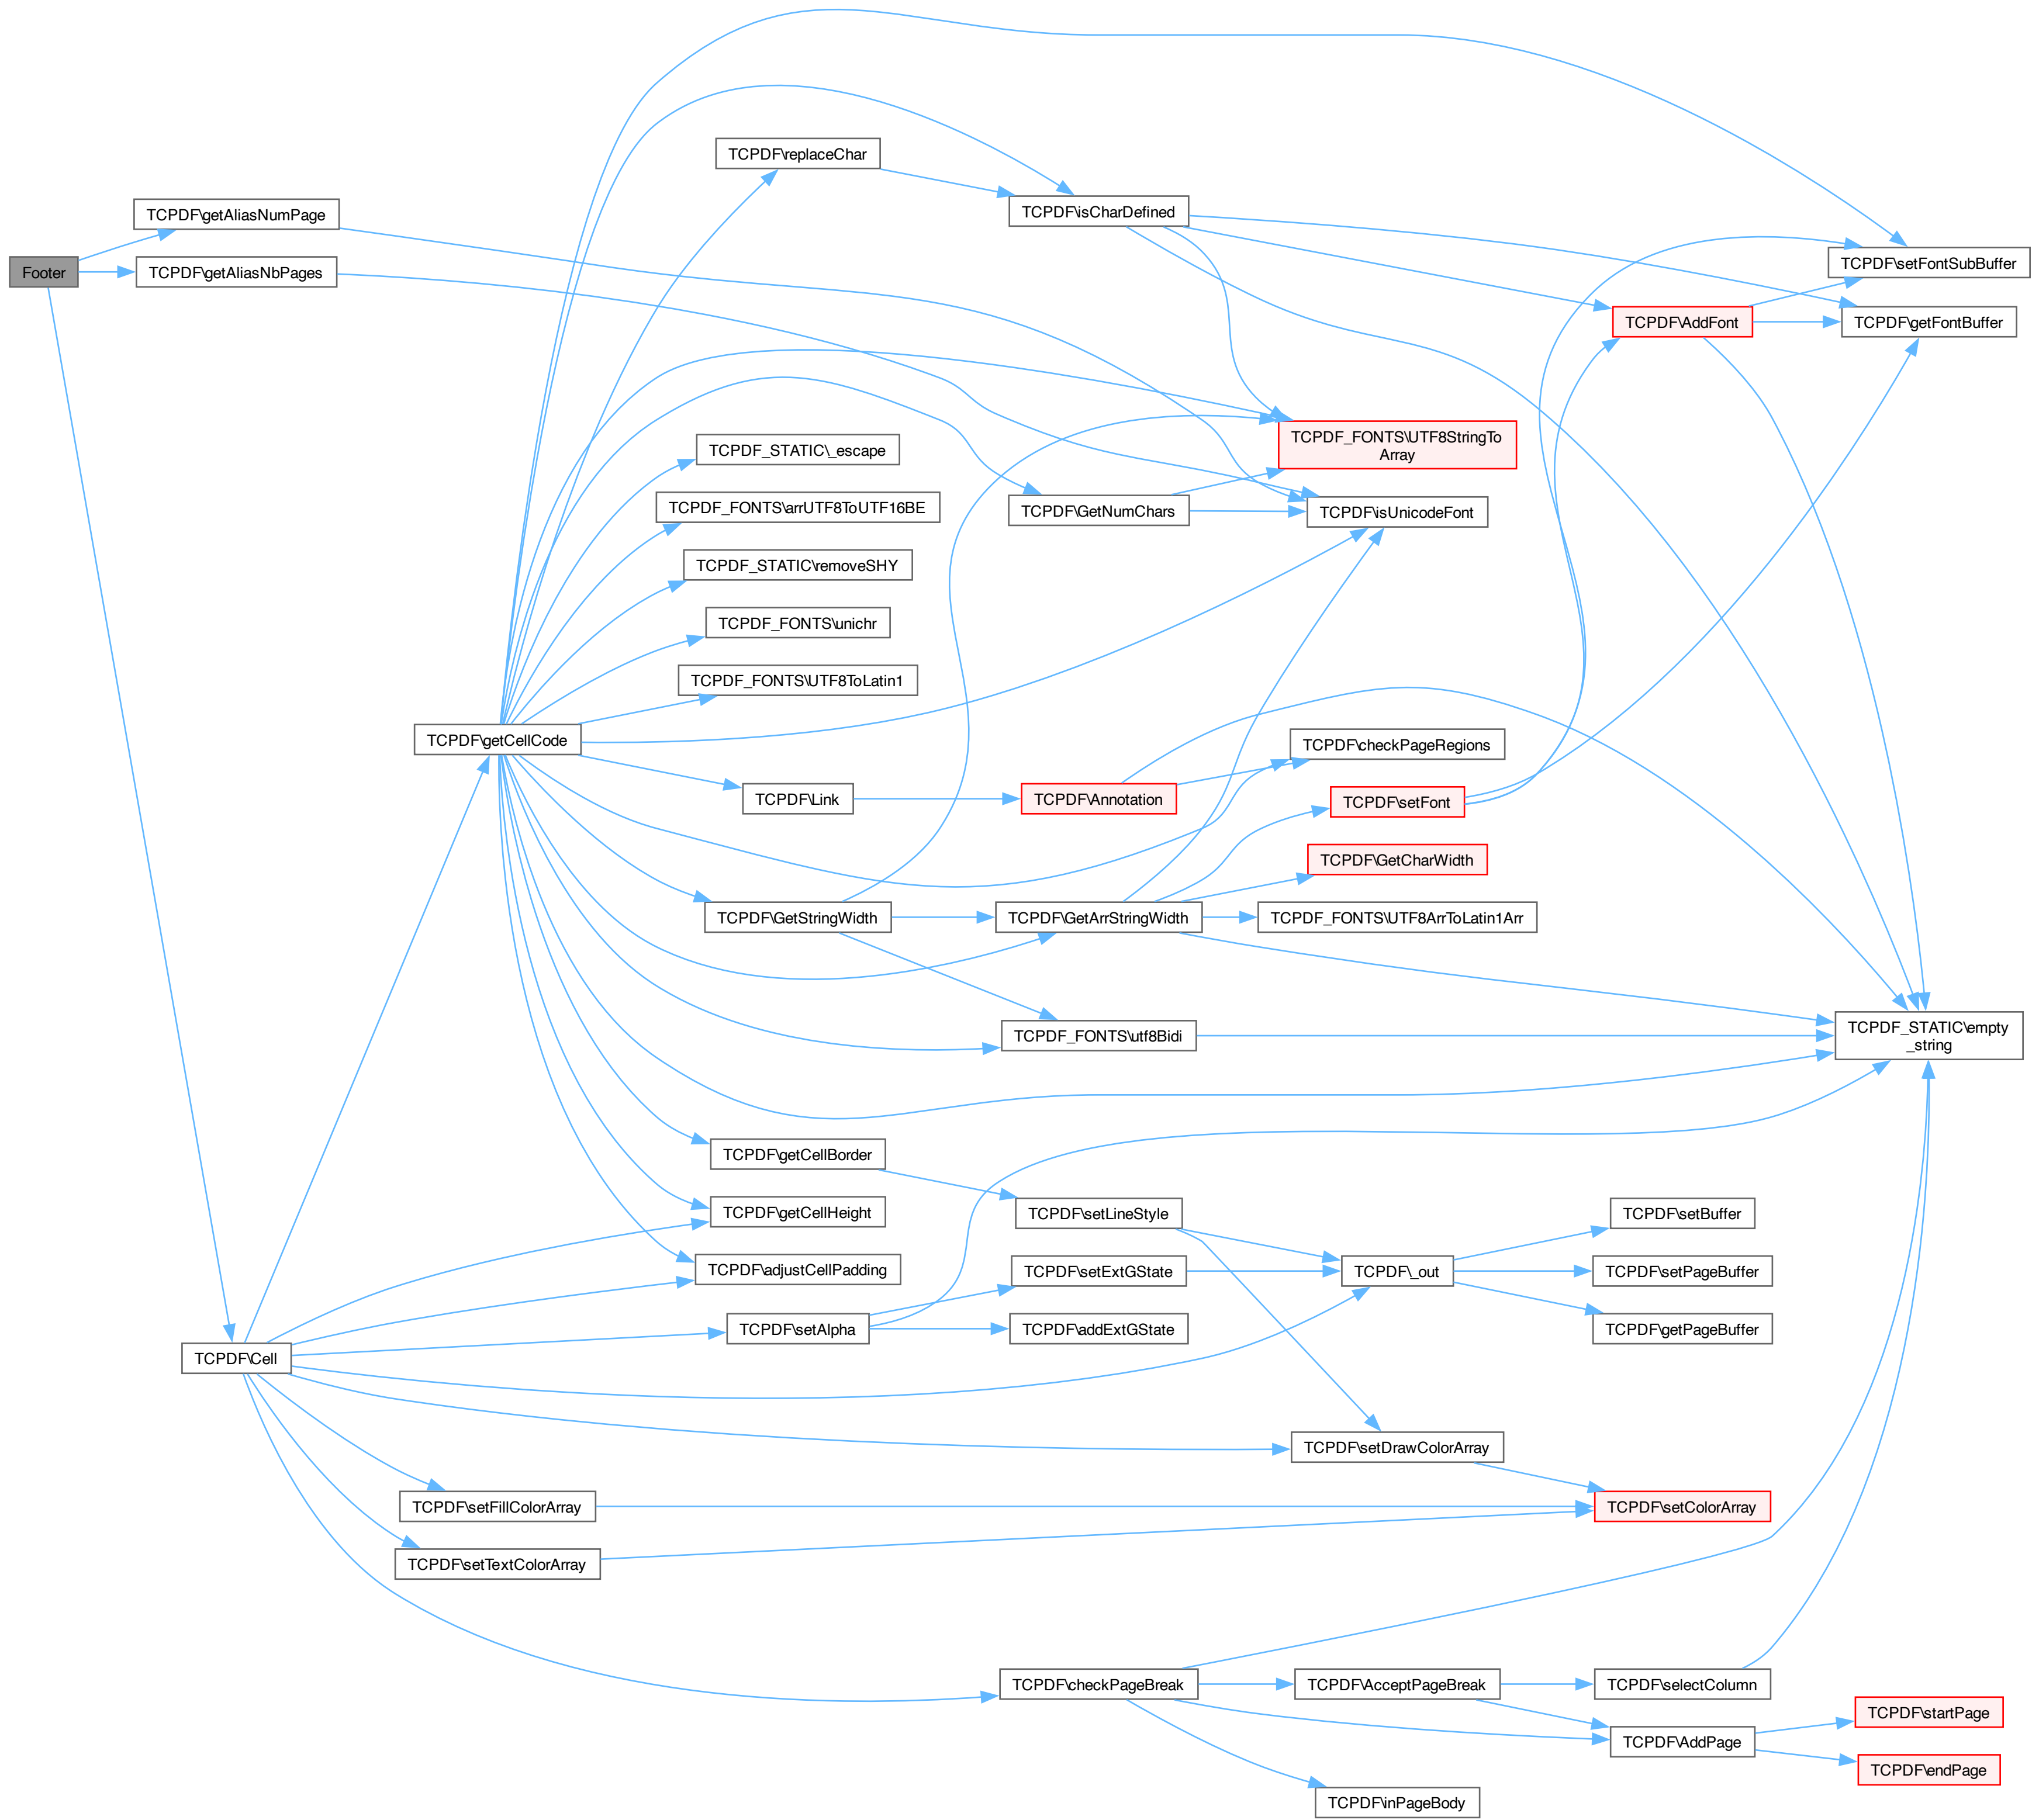 Footer
TCPDF\getAliasNumPage
TCPDF\getAliasNbPages
TCPDF\Cell
TCPDF\getCellCode
TCPDF\setFillColorArray
TCPDF\setTextColorArray
TCPDF\replaceChar
TCPDF_STATIC\_escape
TCPDF_FONTS\arrUTF8ToUTF16BE
TCPDF_STATIC\removeSHY
TCPDF_FONTS\unichr
TCPDF_FONTS\UTF8ToLatin1
TCPDF\Link
TCPDF\GetStringWidth
TCPDF\getCellBorder
TCPDF\getCellHeight
TCPDF\adjustCellPadding
TCPDF\setAlpha
TCPDF\isCharDefined
TCPDF\GetNumChars
TCPDF\Annotation
TCPDF\GetArrStringWidth
TCPDF_FONTS\utf8Bidi
TCPDF\setLineStyle
TCPDF\setExtGState
TCPDF\addExtGState
TCPDF\checkPageBreak
TCPDF_FONTS\UTF8StringTo
Array
TCPDF\isUnicodeFont
TCPDF\checkPageRegions
TCPDF\setFont
TCPDF\GetCharWidth
TCPDF_FONTS\UTF8ArrToLatin1Arr
TCPDF\_out
TCPDF\setDrawColorArray
TCPDF\AcceptPageBreak
TCPDF\inPageBody
TCPDF\AddFont
TCPDF\setBuffer
TCPDF\setPageBuffer
TCPDF\getPageBuffer
TCPDF\setColorArray
TCPDF\selectColumn
TCPDF\AddPage
TCPDF\setFontSubBuffer
TCPDF\getFontBuffer
TCPDF_STATIC\empty
_string
TCPDF\startPage
TCPDF\endPage